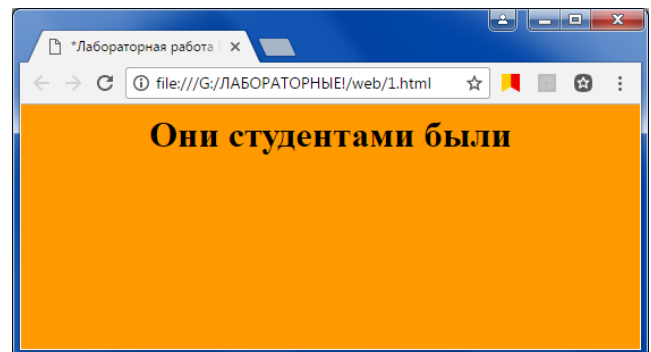 *Лабораторная работа
file:///G:/ЛАБОРАТОРНЫЕ!/web/1.html
Они студентами были